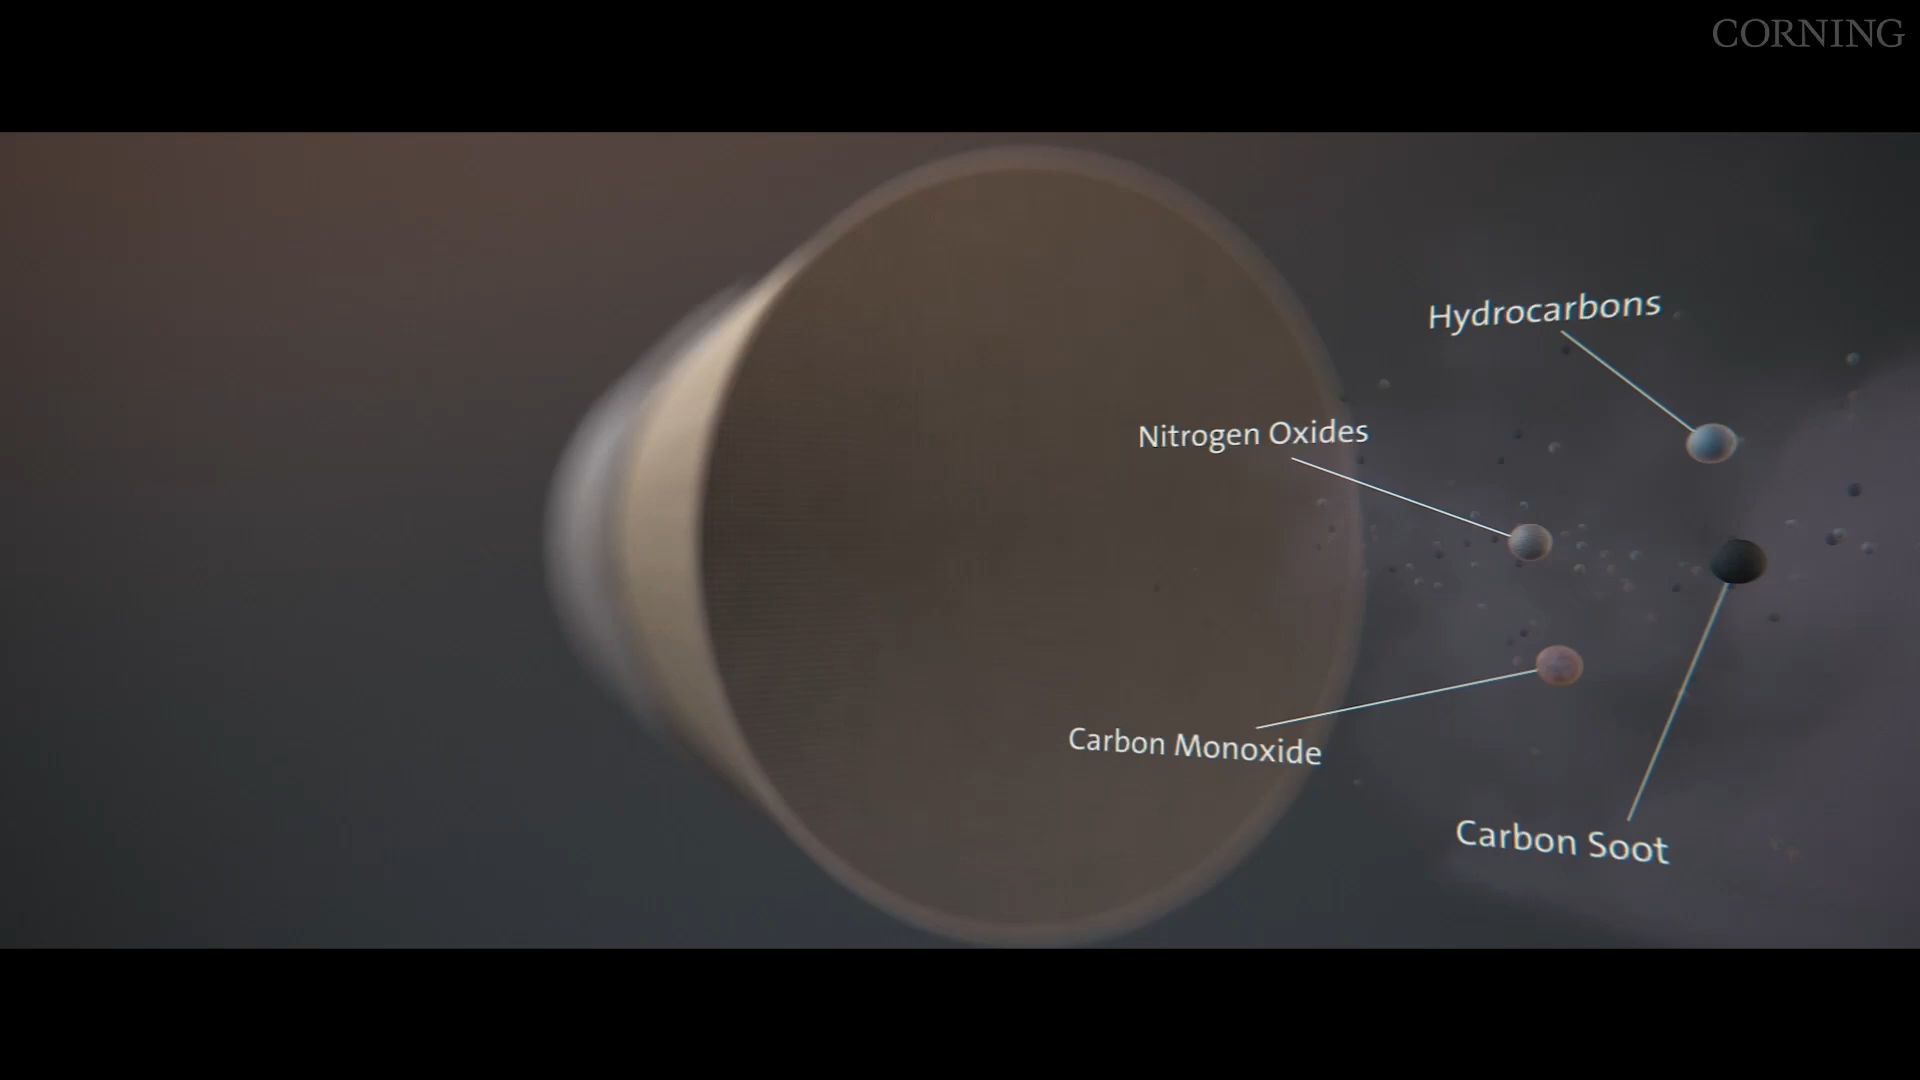 CORNING
Hydrocarbons
Nitrogen Oxides
Carbon Monoxide
Carbon Soot